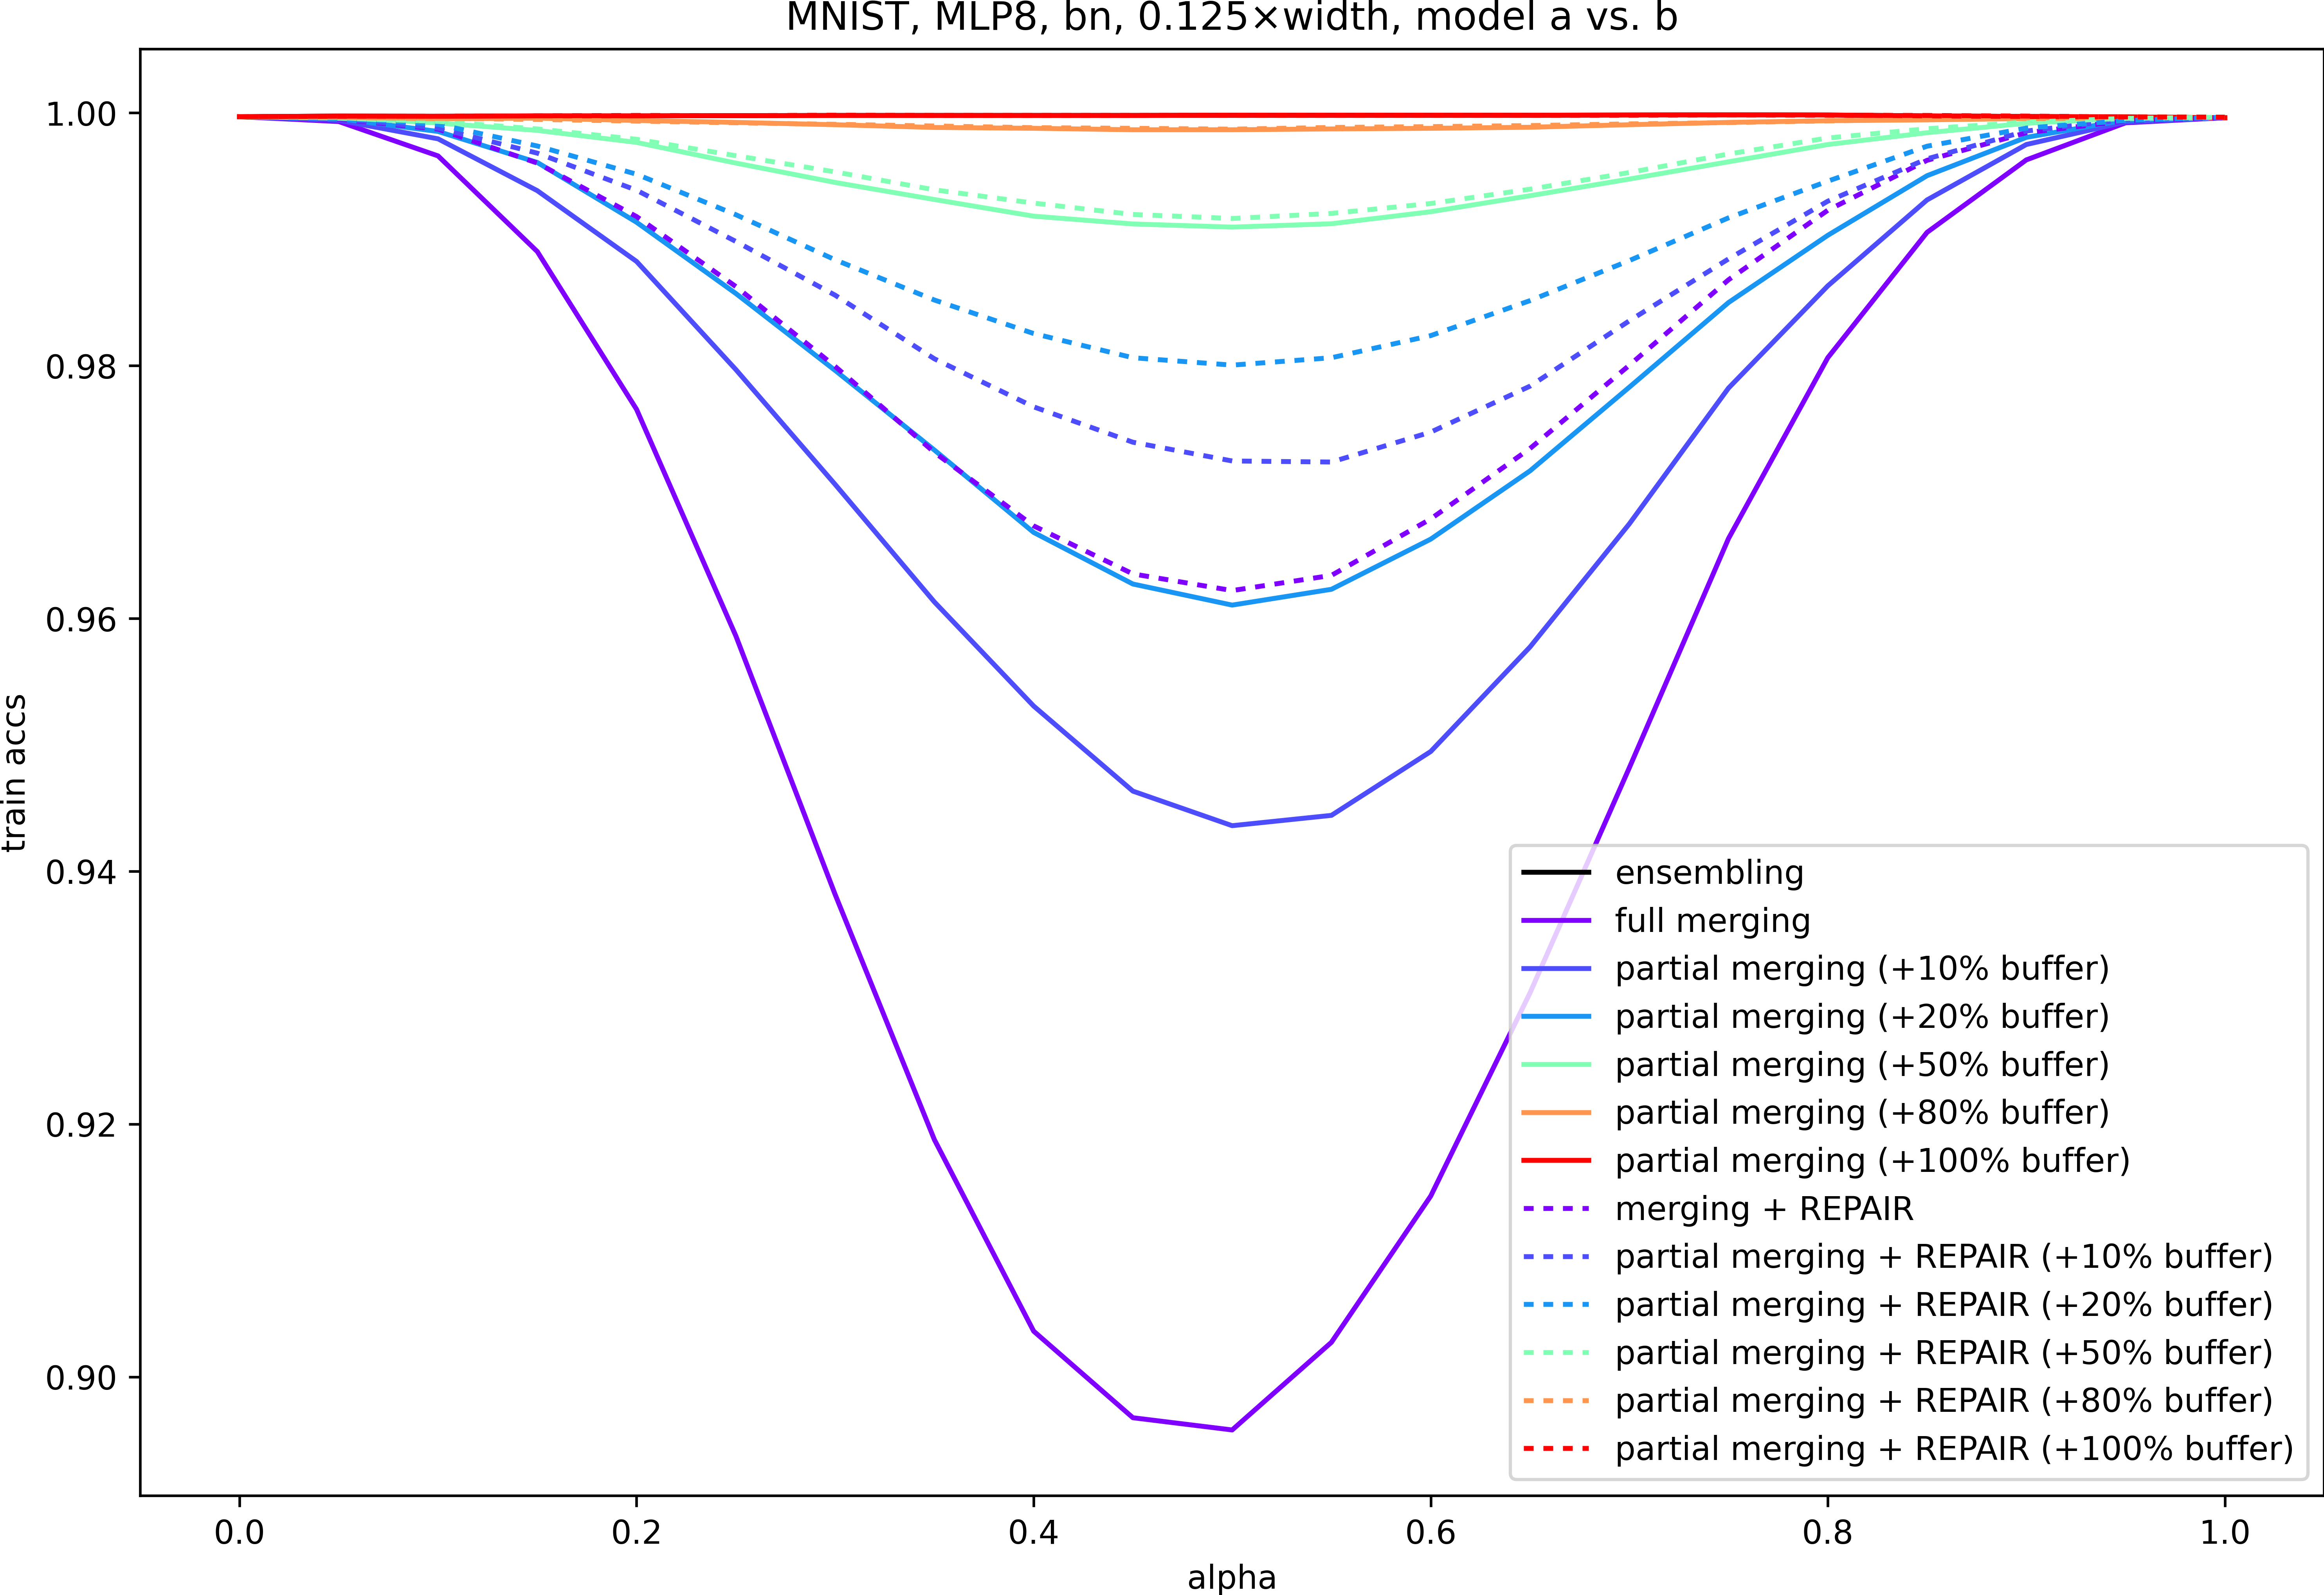 MNIST, MLP8, bn, 0.125×width, model a vs. b
train accs
1.00
0.98
0.96
0.94
0.92
0.90
ensembling
full merging
partial merging (+10% buffer)
partial merging (+20% buffer)
partial merging (+50% buffer)
partial merging (+80% buffer)
partial merging (+100% buffer)
merging + REPAIR
partial merging + REPAIR (+10% buffer)
partial merging + REPAIR (+20% buffer)
partial merging + REPAIR (+50% buffer)
partial merging + REPAIR (+80% buffer)
partial merging + REPAIR (+100% buffer)
0.0 0.2 0.4 0.6 0.8 1.0
alpha